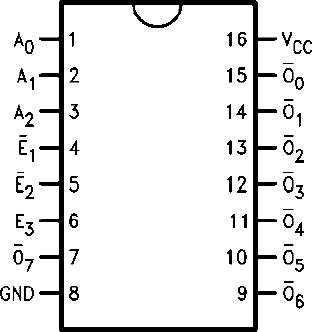 A₀ 1 16 V_CC
A₁ 2 15 Ō₀
A₂ 3 14 Ō₁
Ē₁ 4 13 Ō₂
Ē₂ 5 12 Ō₃
E₃ 6 11 Ō₄
Ō₇ 7 10 Ō₅
GND 8 9 Ō₆